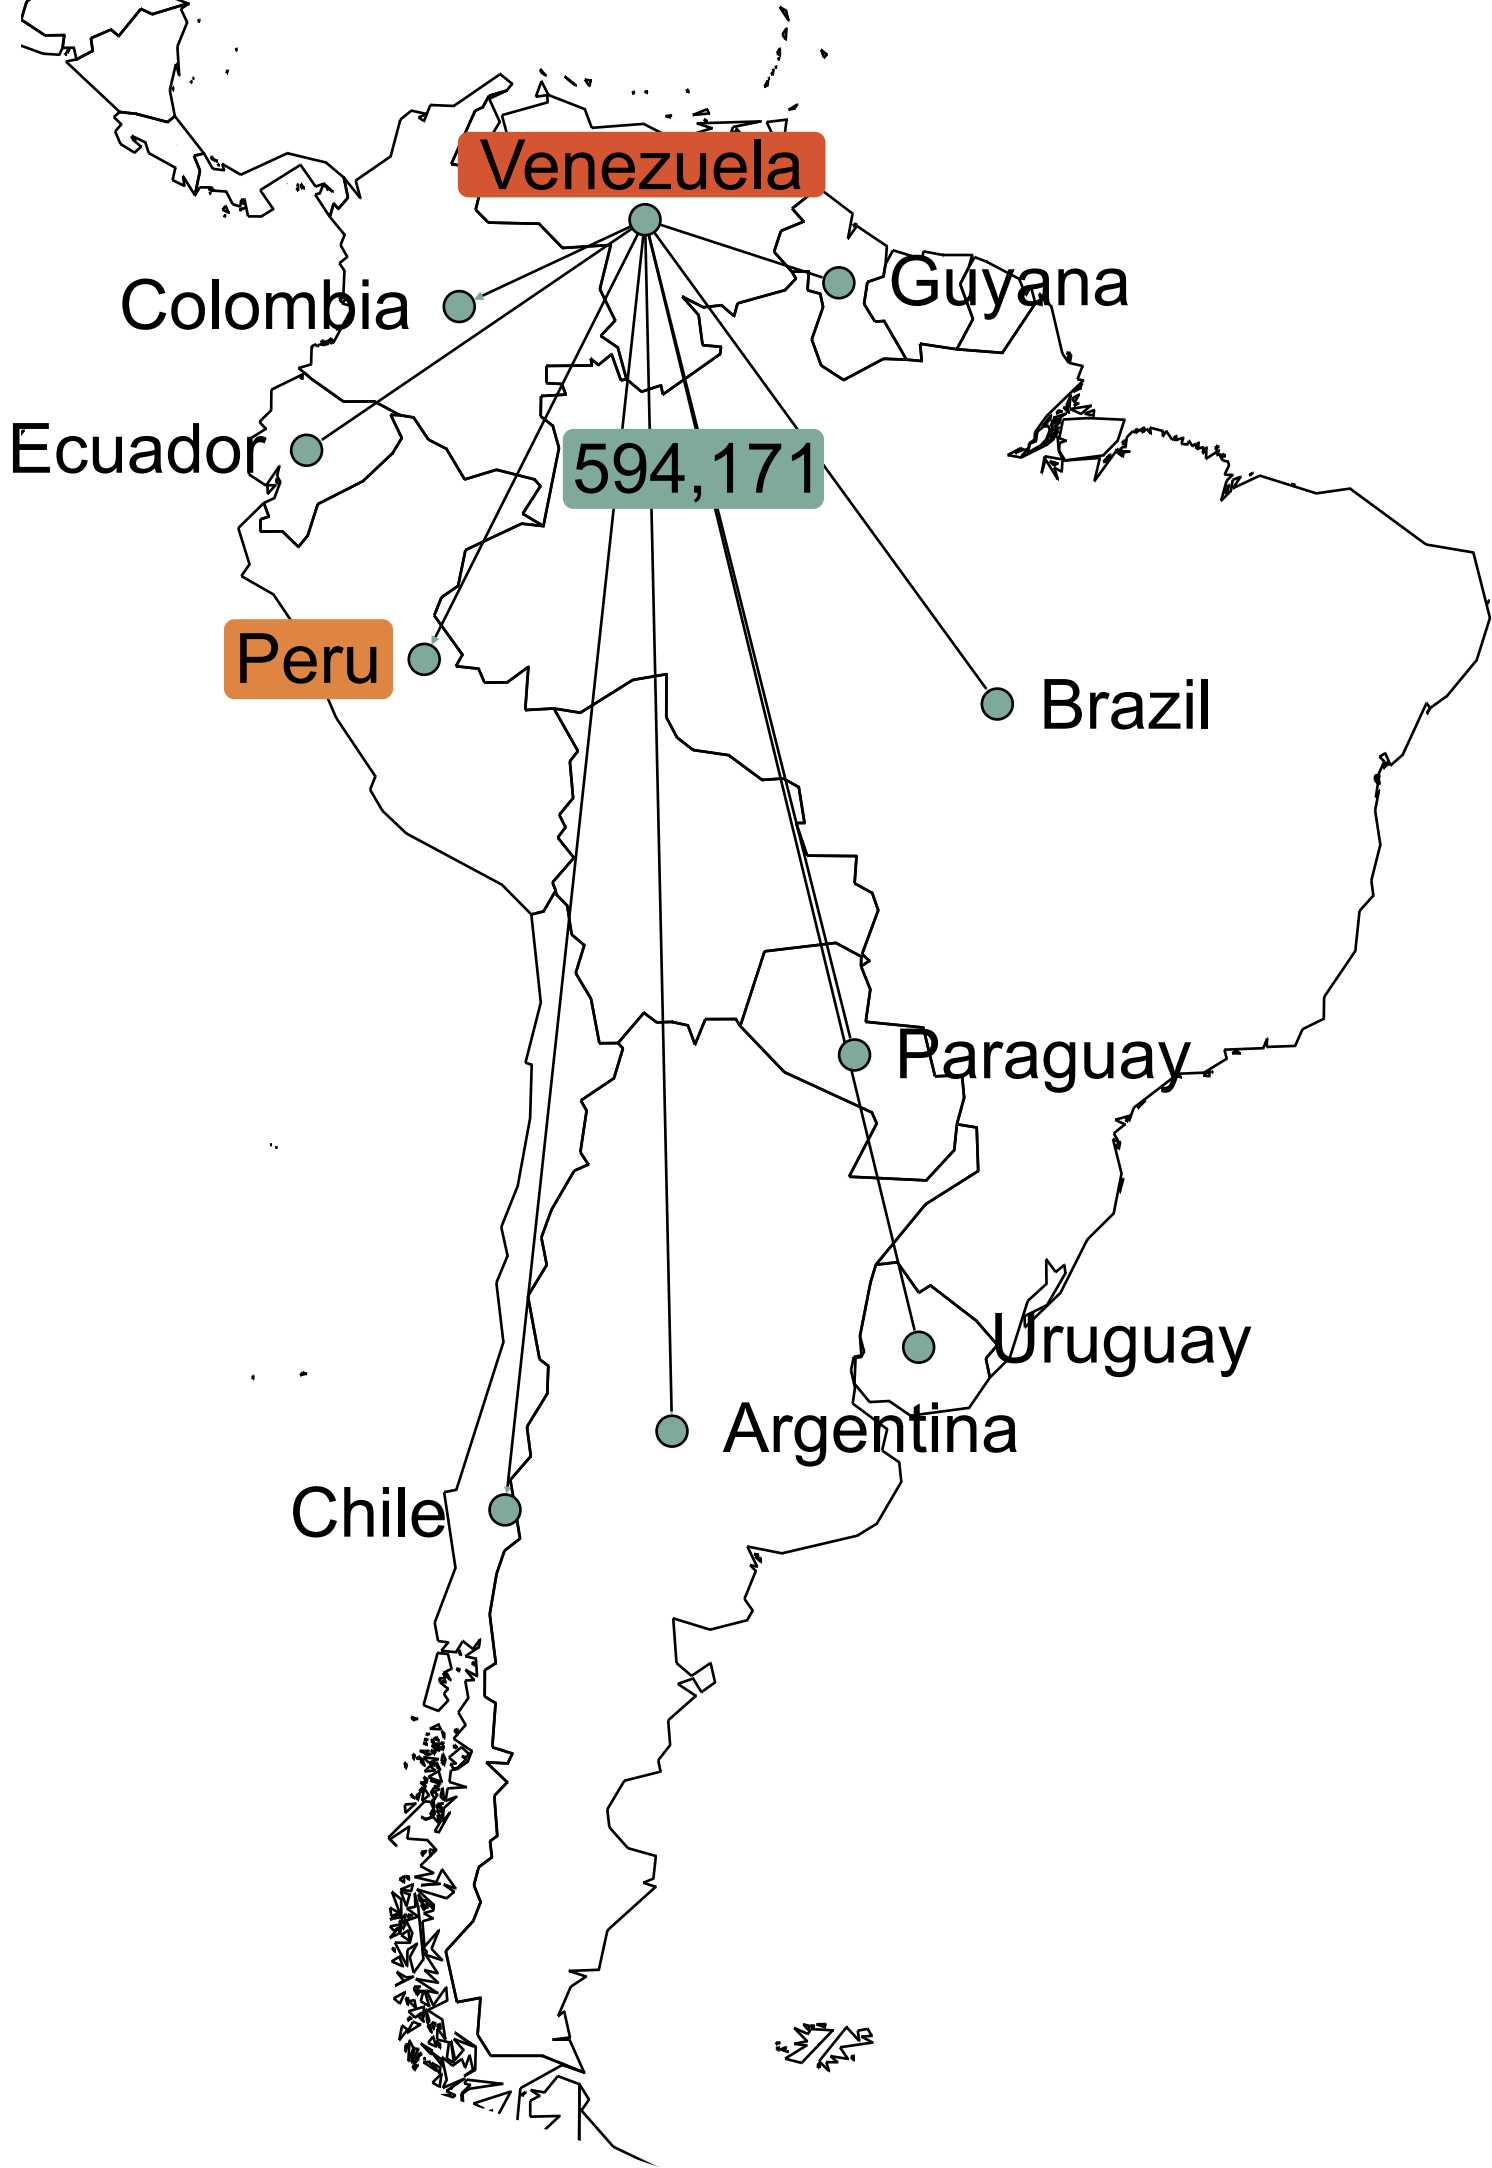 Venezuela
Guyana
Colombia
Ecuador
594,171
Peru
Brazil
Paraguay
Uruguay
Argentina
Chile